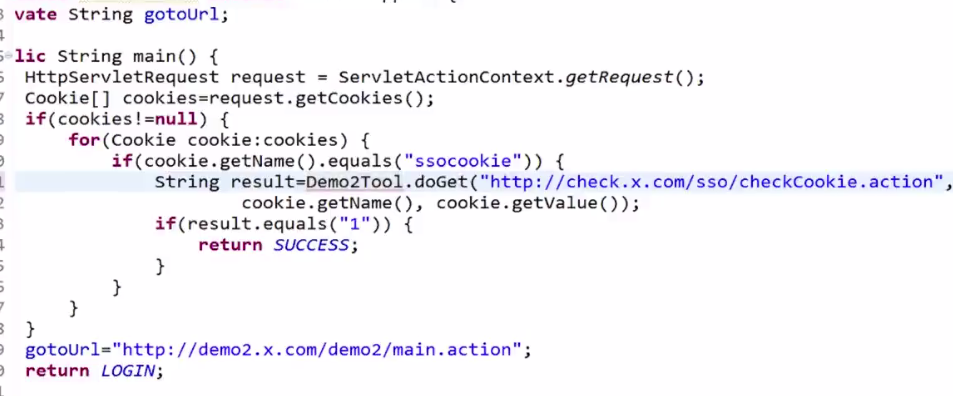 vate String gotoUrl;
lic String main() {
HttpServletRequest request = ServletActionContext.getRequest();
Cookie[] cookies=request.getCookies();
if(cookies!=null) {
for(Cookie cookie:cookies) {
if(cookie.getName().equals("ssocookie")) {
String result=Demo2Tool.doGet("http://check.x.com/sso/checkCookie.action",
cookie.getName(), cookie.getValue());
if(result.equals("1")) {
return SUCCESS;
}
}
}
}
gotoUrl="http://demo2.x.com/demo2/main.action";
return LOGIN;